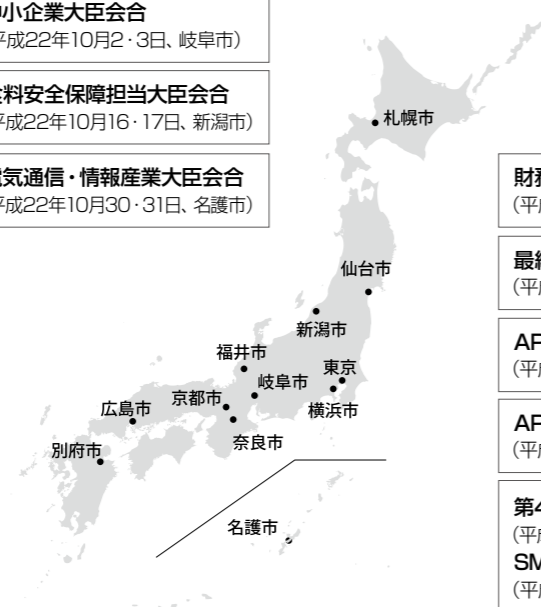 小企業大臣会合
平成22年10月2・3日、岐阜市）
料安全保障担当大臣会合
平成22年10月16・17日、新潟市）
気通信・情報産業大臣会合
平成22年10月30・31日、名護市）
札幌市
仙台市
新潟市
福井市
東京
岐阜市
京都市
横浜市
広島市
奈良市
別府市
名護市
財
（平
最
（平
AP
（平
AP
（平
第4
（平
SM
（平